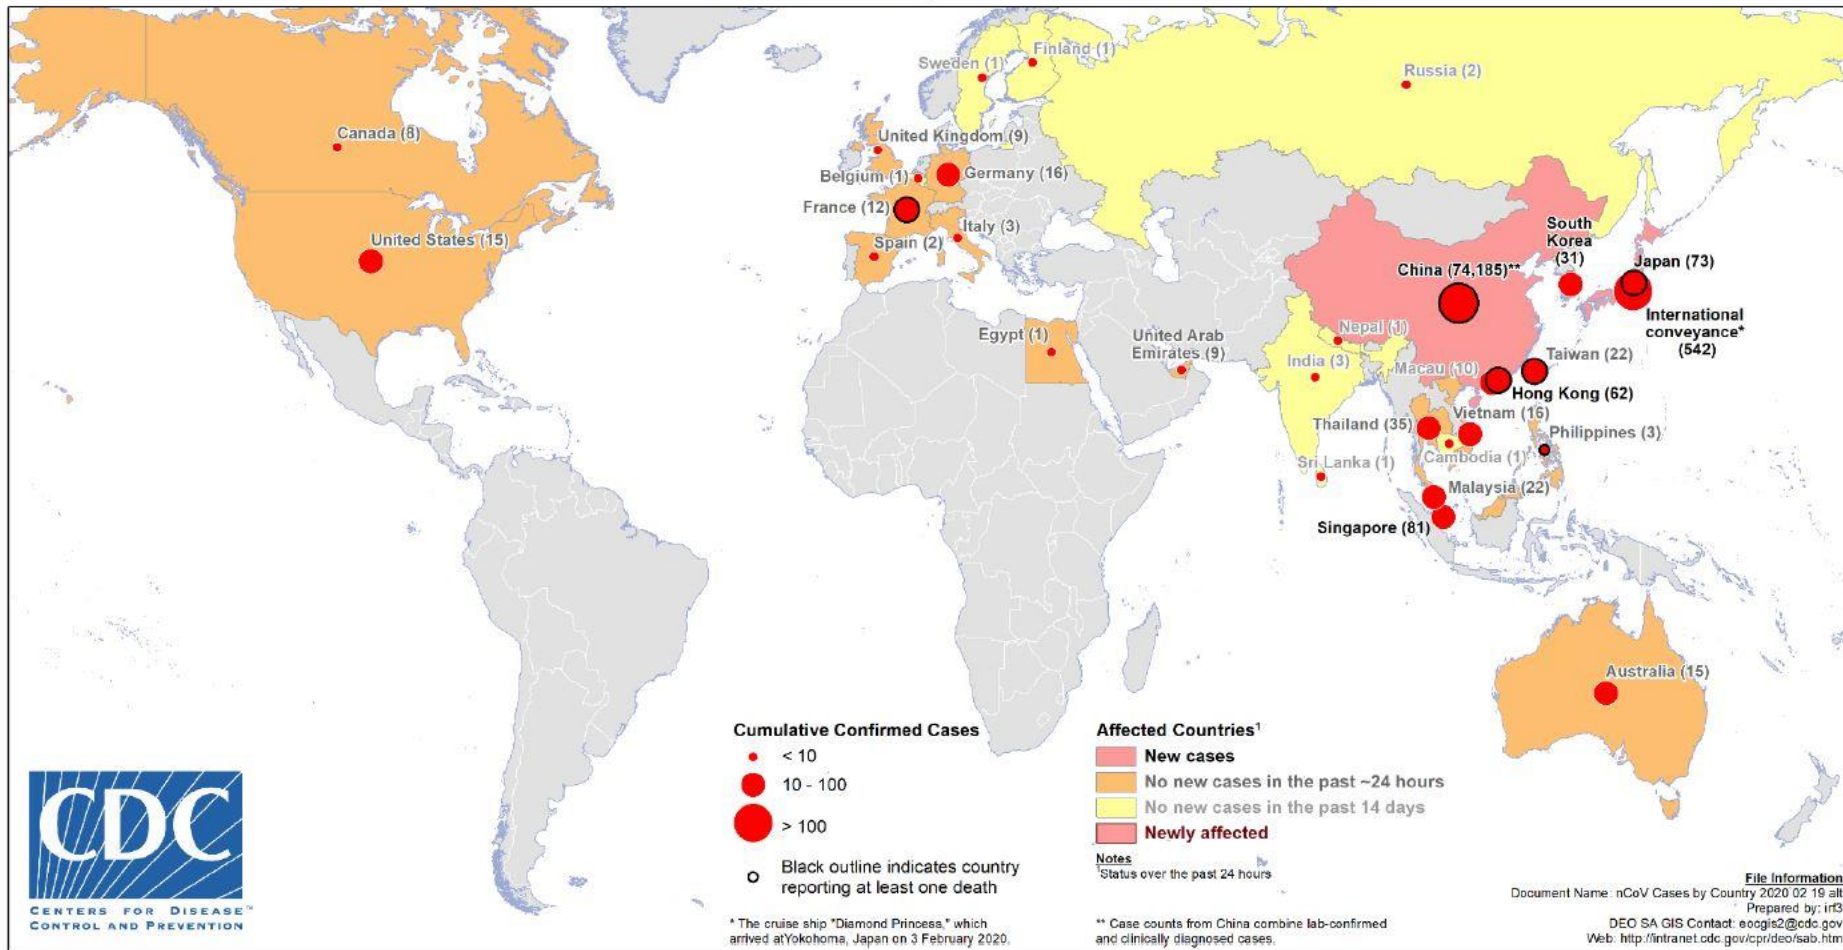 Sweden (1)
Finland (1)
Russia (2)
Canada (8)
United Kingdom (9)
Belgium (1)
Germany (16)
France (12)
Italy (3)
Spain (2)
United States (15)
South
Korea
(31)
China (74,185)**
Japan (73)
International
conveyance*
(542)
Egypt (1)
United Arab
Emirates (9)
Nepal (1)
India (3)
Macau (10)
Taiwan (22)
Hong Kong (62)
Thailand (35)
Vietnam (16)
Philippines (3)
Sri Lanka (1)
Cambodia (1)
Malaysia (22)
Singapore (81)
Australia (15)
Cumulative Confirmed Cases
< 10
10 - 100
> 100
Black outline indicates country
reporting at least one death
* The cruise ship "Diamond Princess," which
arrived atYokohoma, Japan on 3 February 2020.
Affected Countries¹
New cases
No new cases in the past ~24 hours
No new cases in the past 14 days
Newly affected
Notes
¹Status over the past 24 hours
** Case counts from China combine lab-confirmed
and clinically diagnosed cases.
File Information
Document Name: nCoV Cases by Country 2020 02 19 alt
Prepared by: irf3
DEO SA GIS Contact: eocgis2@cdc.gov
Web: http://intranet.cdc.gov/cpr/deo/sab.htm
CDC
CENTERS FOR DISEASE™
CONTROL AND PREVENTION